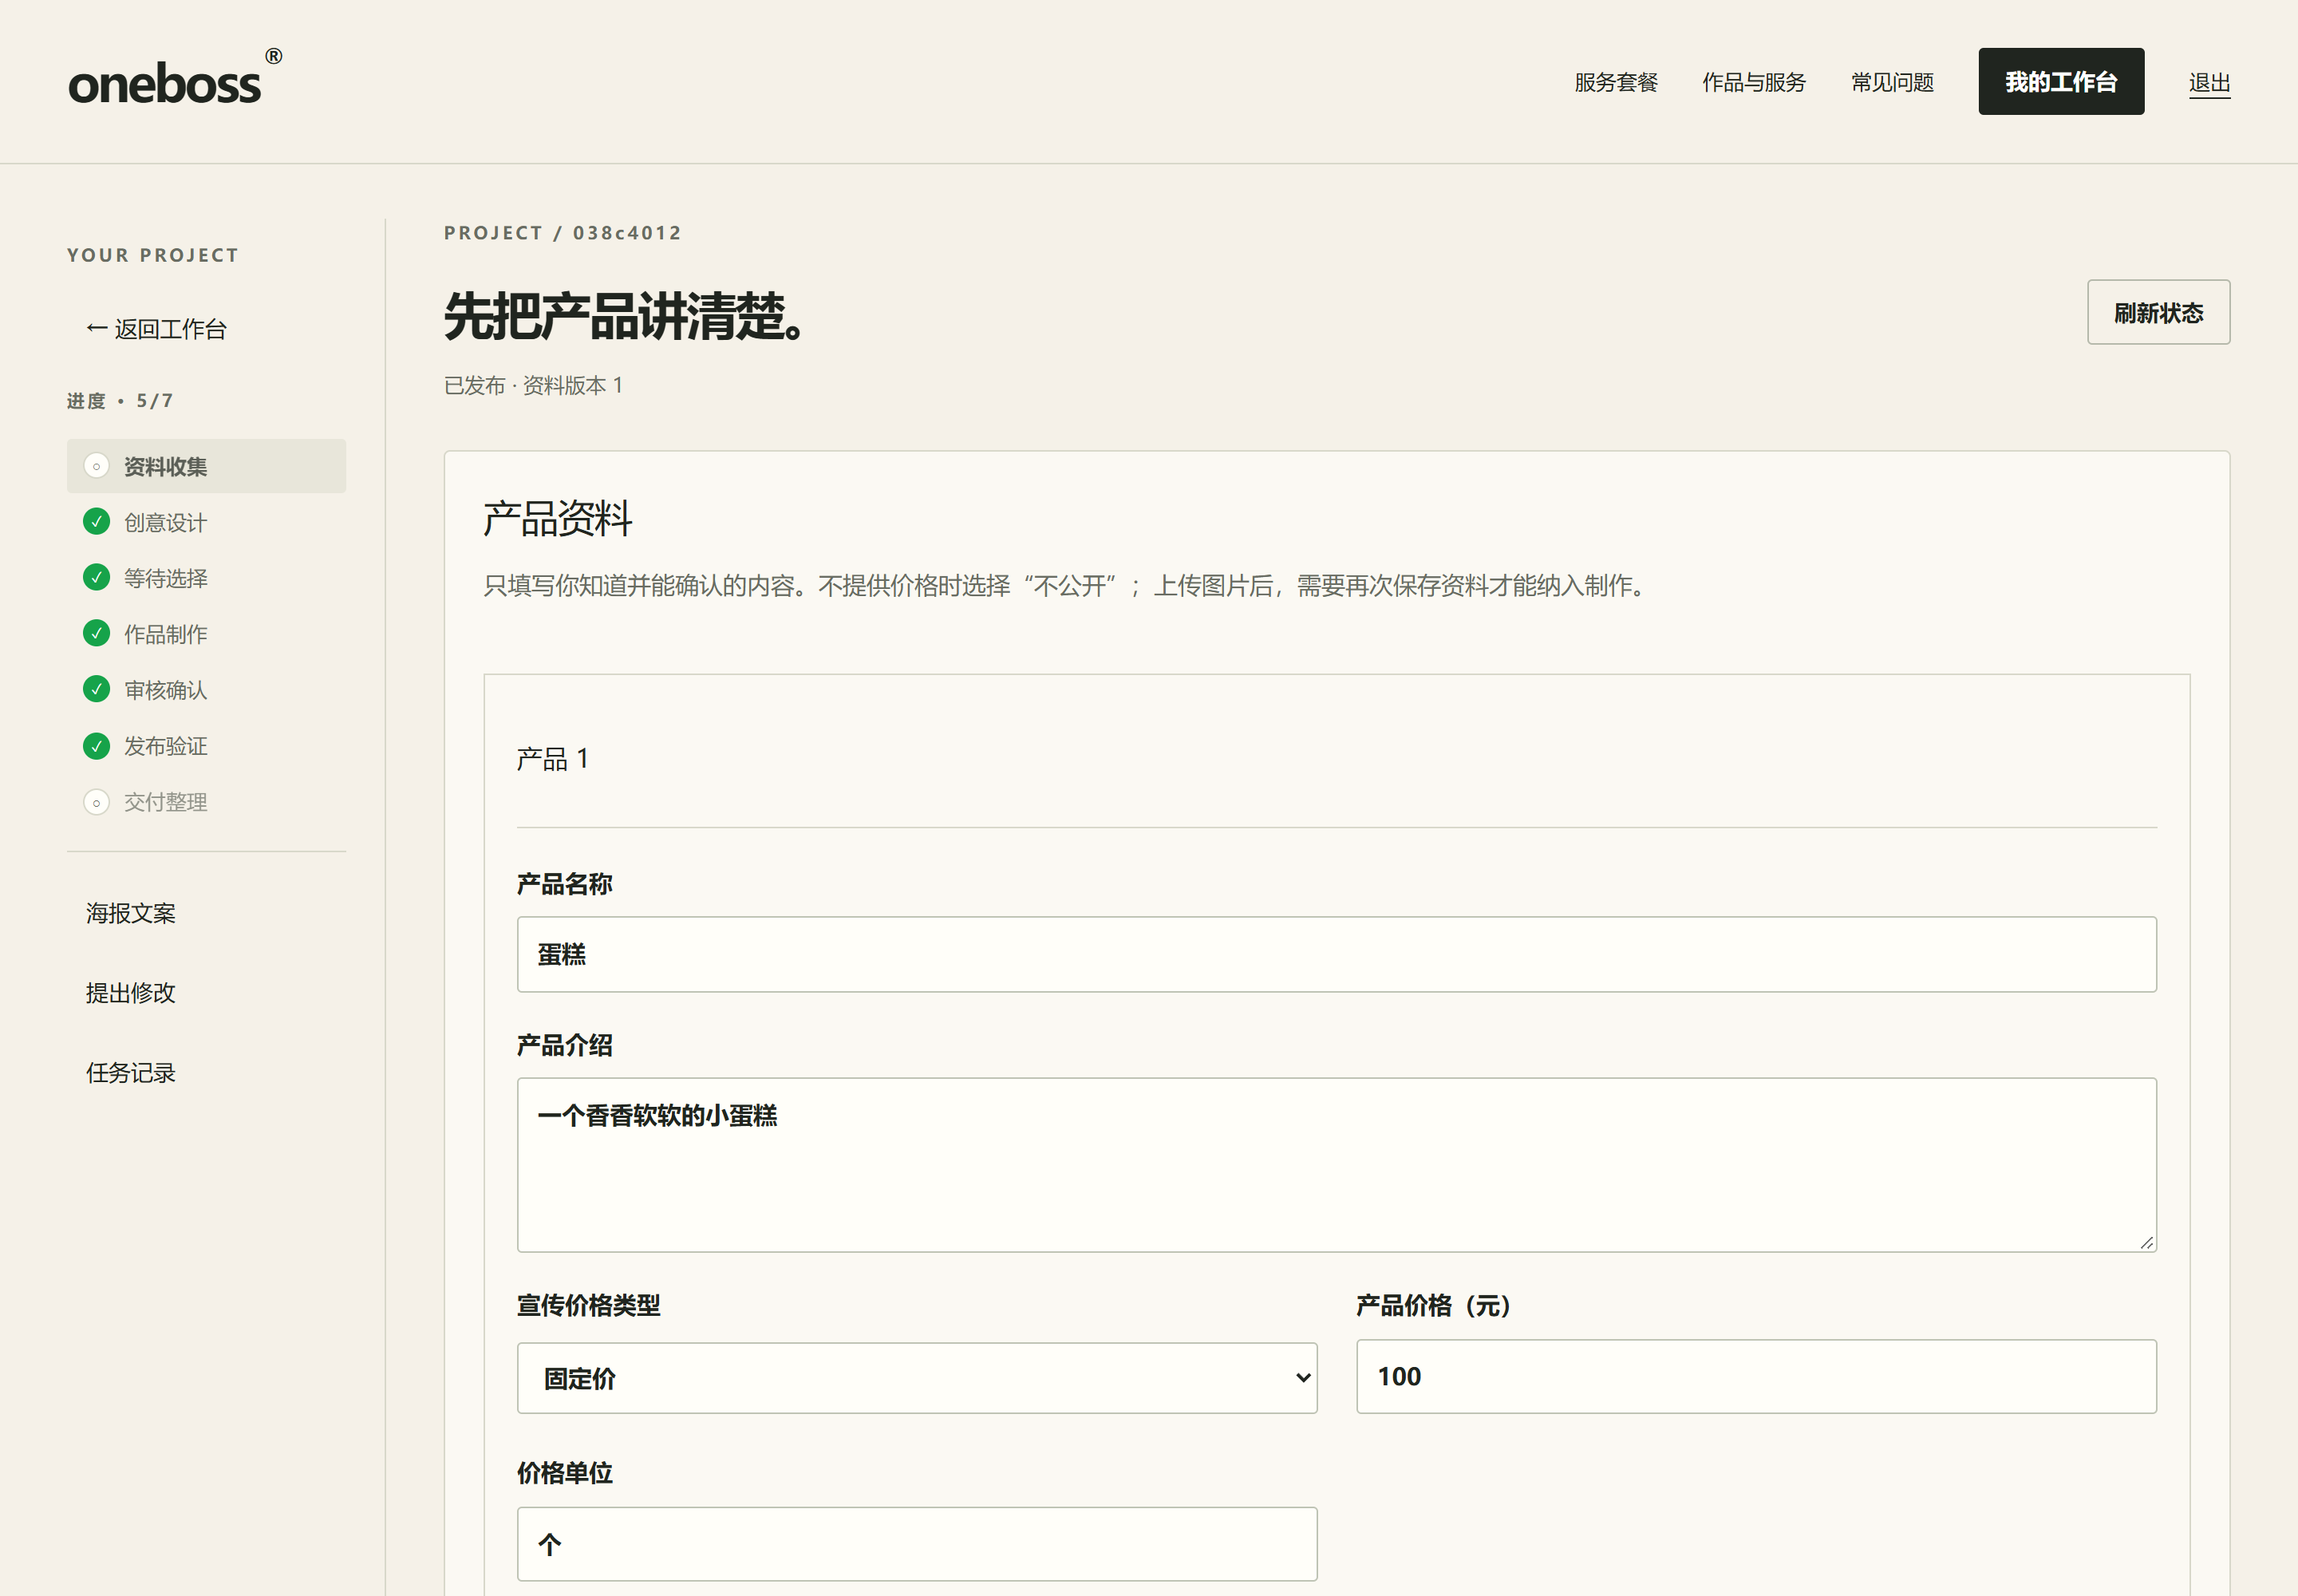 oneboss®
服务套餐
作品与服务
常见问题
我的工作台
退出
YOUR PROJECT
← 返回工作台
进度 • 5/7
资料收集
创意设计
等待选择
作品制作
审核确认
发布验证
交付整理
海报文案
提出修改
任务记录
PROJECT / 038c4012
先把产品讲清楚。
刷新状态
已发布 · 资料版本 1
产品资料
只填写你知道并能确认的内容。不提供价格时选择“不公开”；上传图片后，需要再次保存资料才能纳入制作。
产品 1
产品名称
蛋糕
产品介绍
一个香香软软的小蛋糕
宣传价格类型
产品价格（元）
固定价
100
价格单位
个